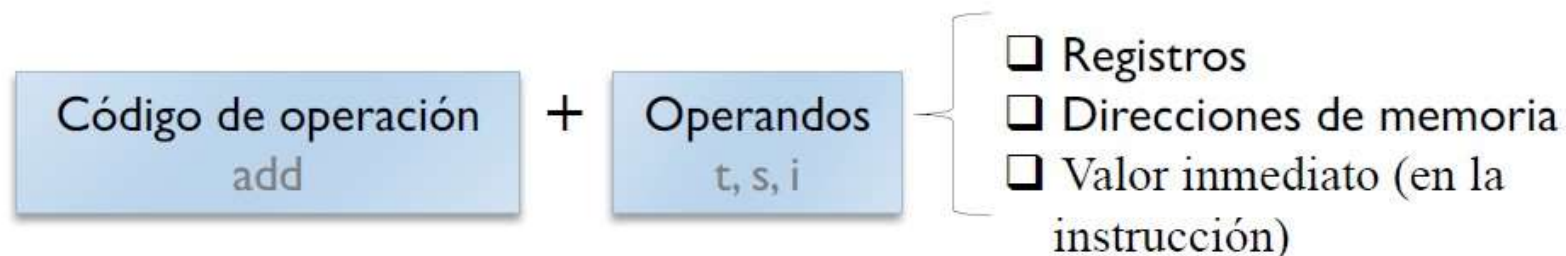 Código de operación
add
+
Operandos
t, s, i
❑ Registros
❑ Direcciones de memoria
❑ Valor inmediato (en la
instrucción)